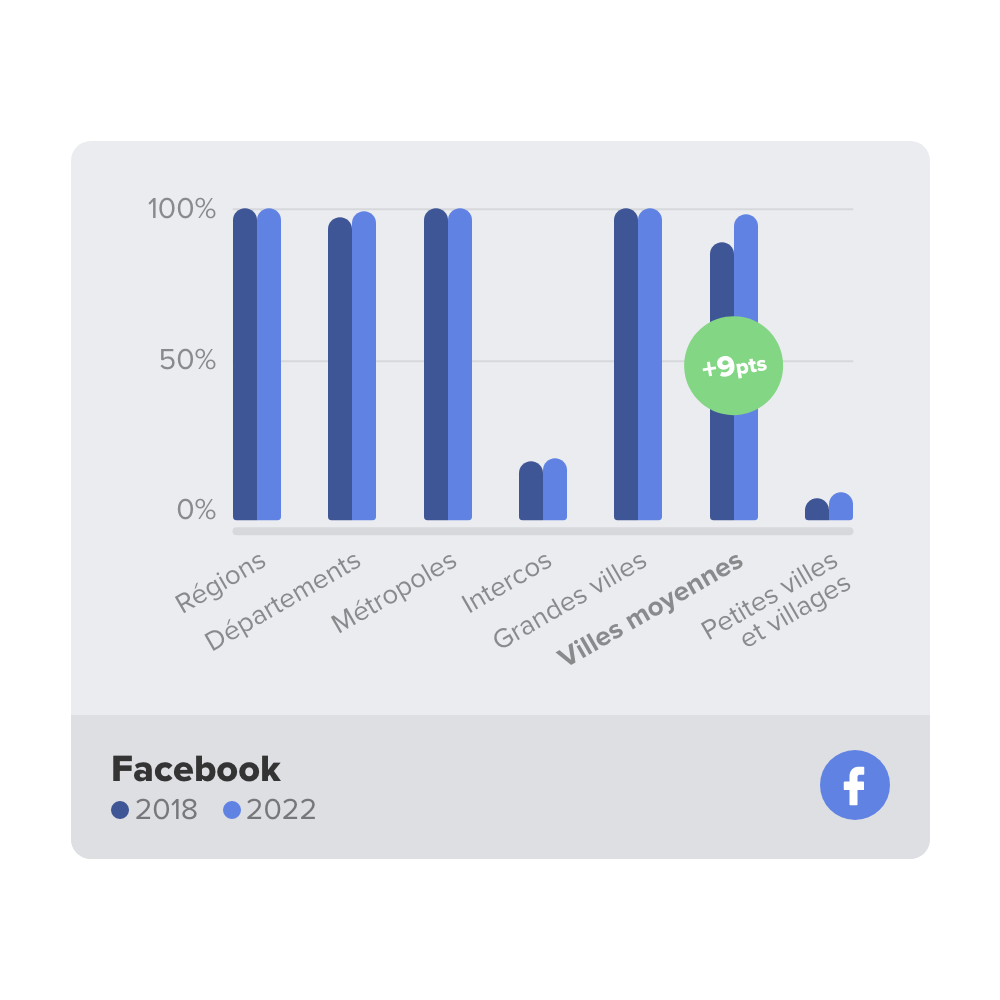 100%
50%
0%
+9pts
Régions
Départements
Métropoles
Intercos
Grandes villes
Villes moyennes
Petites villes
et villages
Facebook
2018 2022